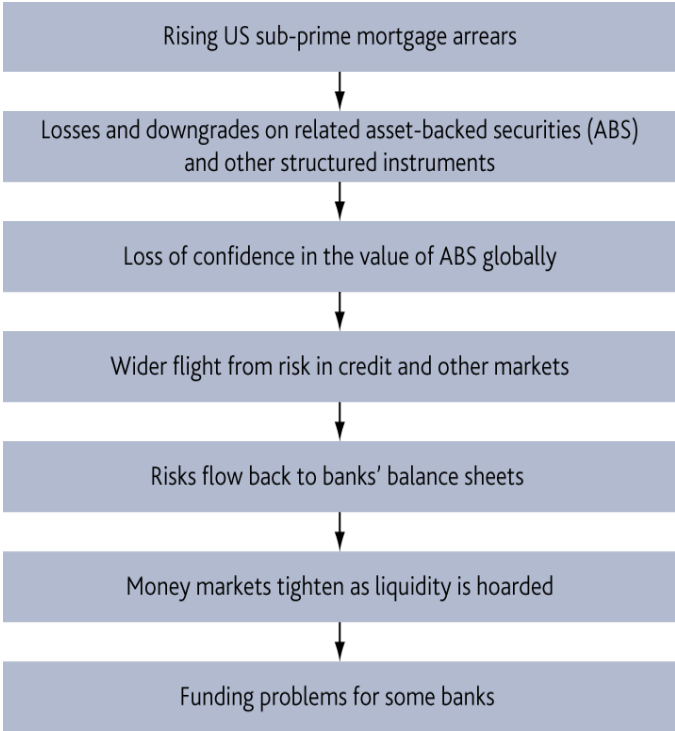 Rising US sub-prime mortgage arrears
Losses and downgrades on related asset-backed securities (ABS)
and other structured instruments
Loss of confidence in the value of ABS globally
Wider flight from risk in credit and other markets
Risks flow back to banks’ balance sheets
Money markets tighten as liquidity is hoarded
Funding problems for some banks